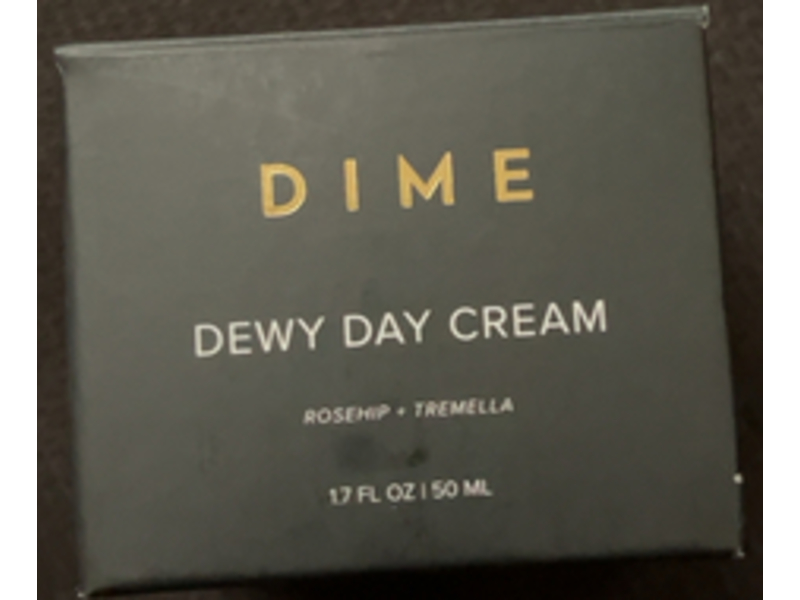 DIME
DEWY DAY CREAM
ROSEHIP + TREMELLA
1.7 FL OZ | 50 ML